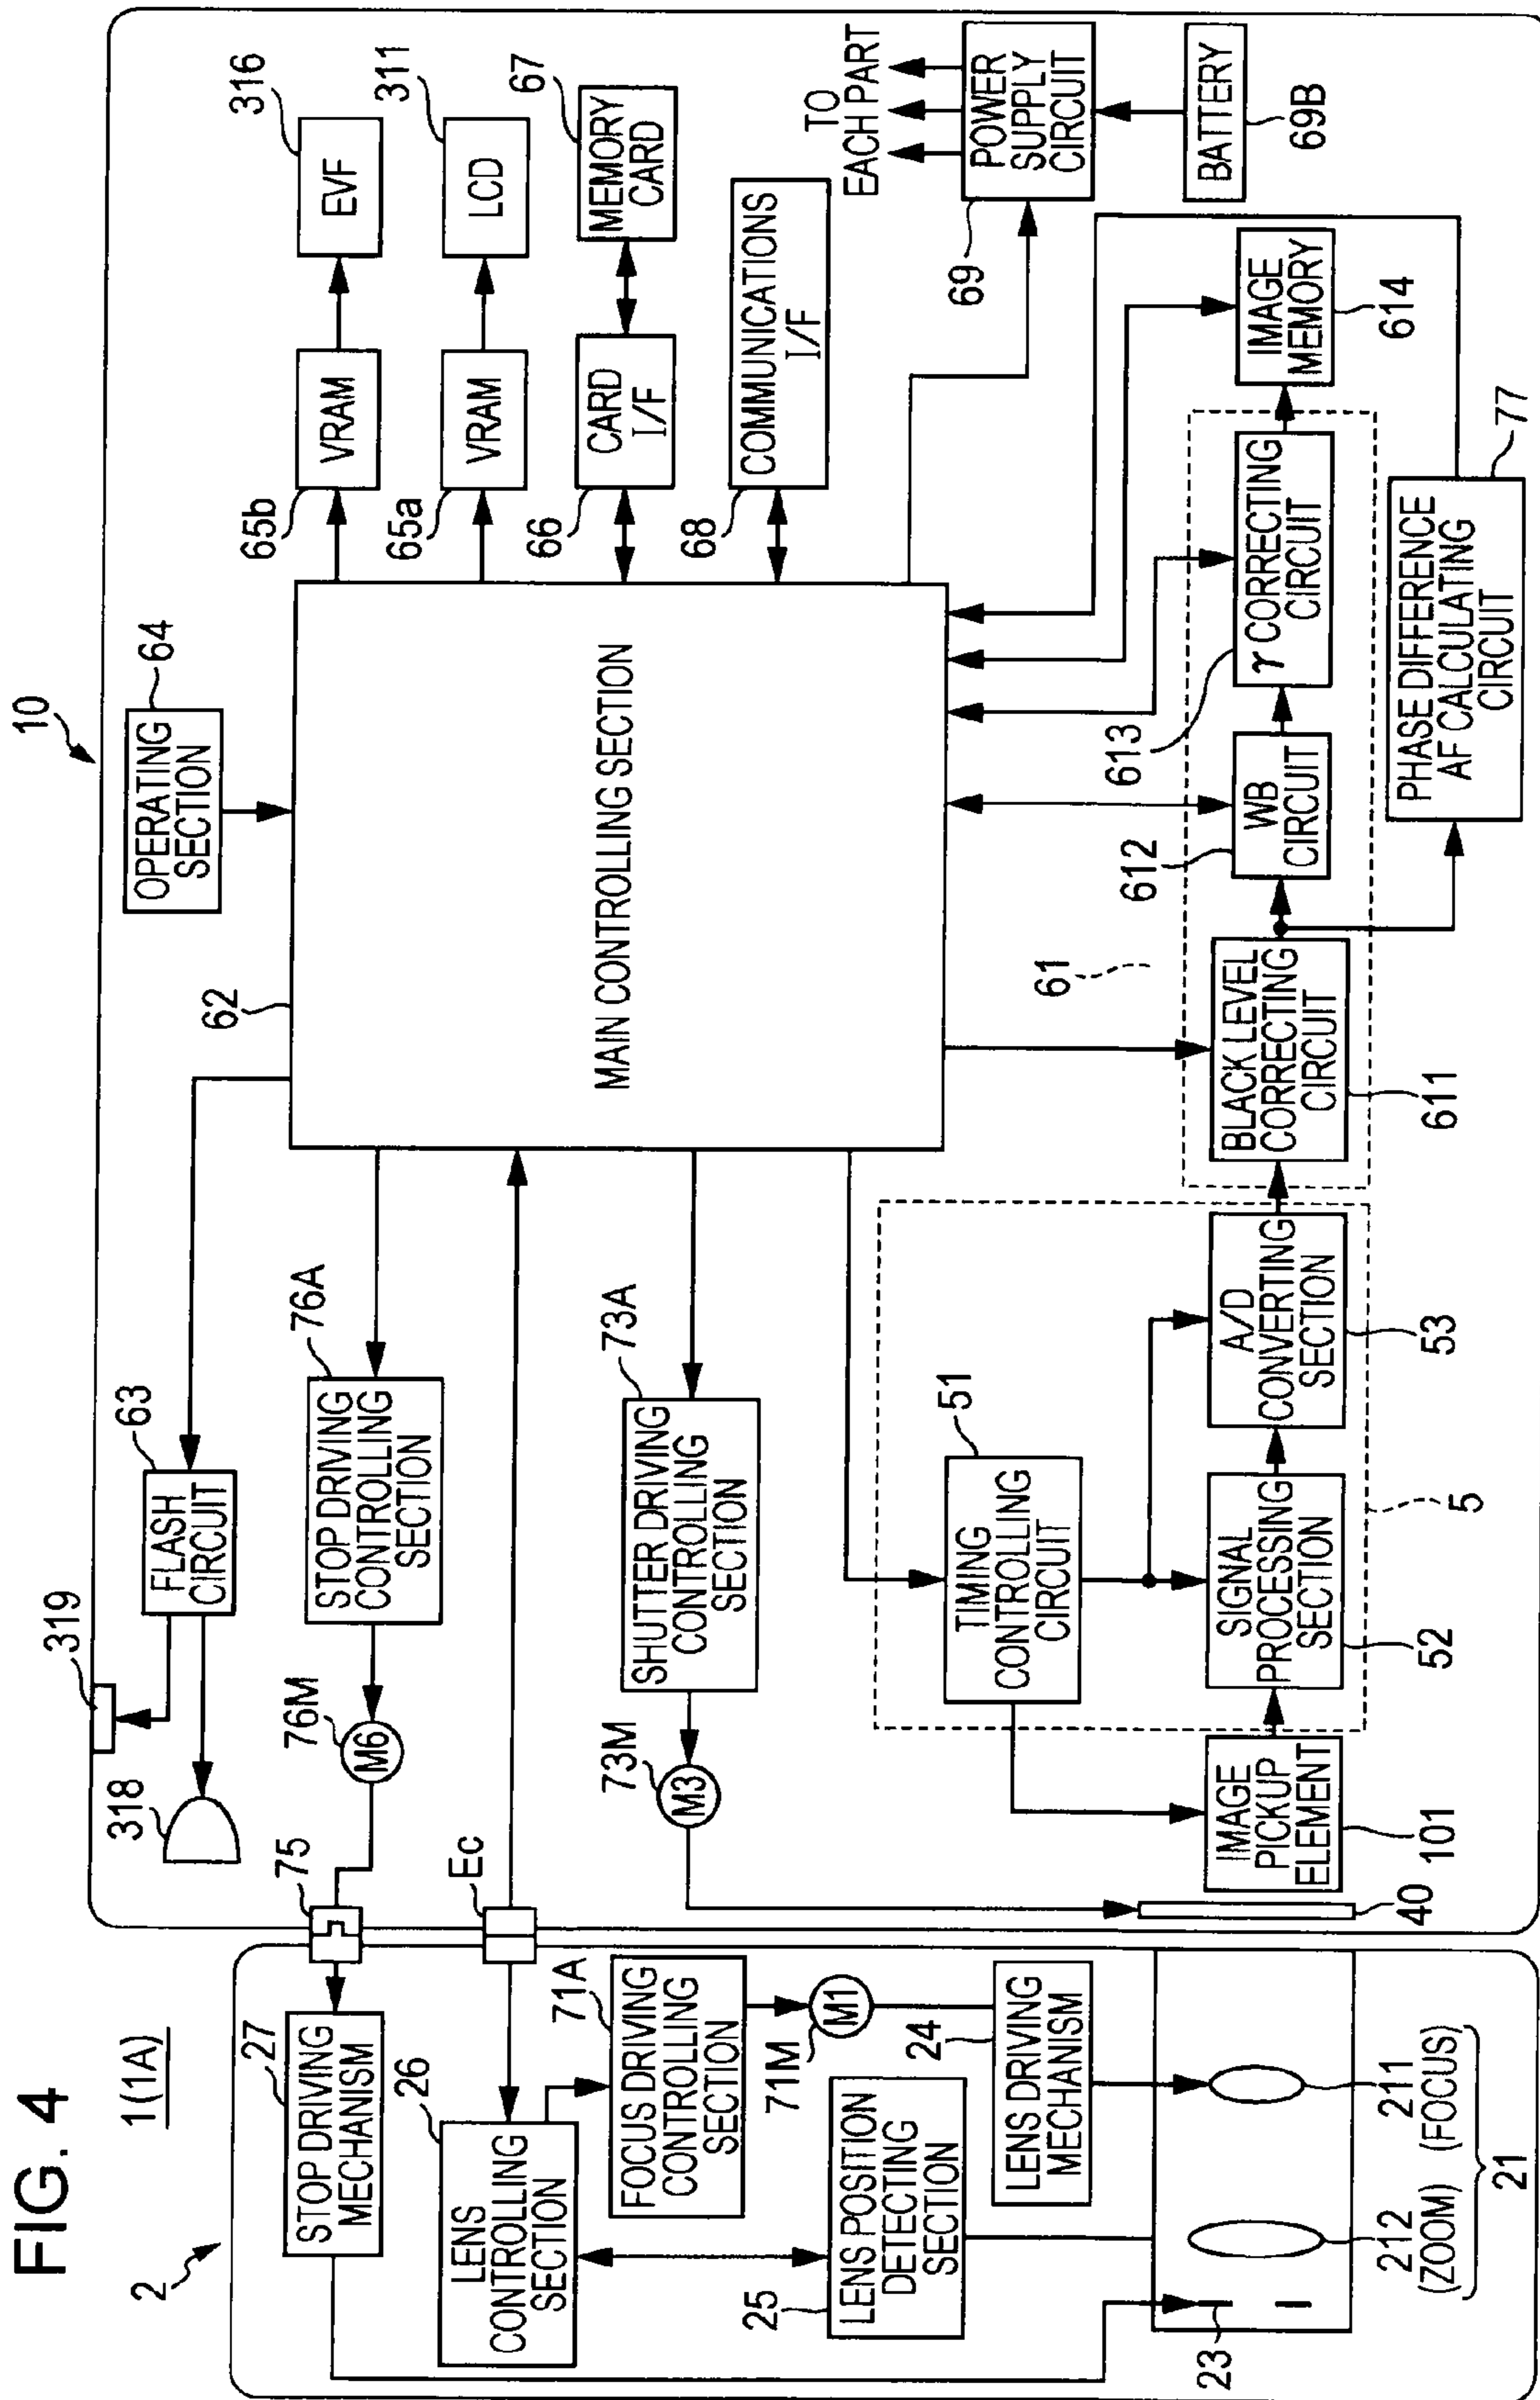 FIG. 4
1(1A)
2
27
STOP DRIVING
MECHANISM
26
LENS
CONTROLLING
SECTION
71A
FOCUS DRIVING
CONTROLLING
SECTION
71M
M1
25
LENS POSITION
DETECTING
SECTION
24
LENS DRIVING
MECHANISM
23
212
(ZOOM)
211
(FOCUS)
21
10
75
Ec
319
318
63
FLASH
CIRCUIT
76M
M6
76A
STOP DRIVING
CONTROLLING
SECTION
73M
M3
73A
SHUTTER DRIVING
CONTROLLING
SECTION
40
62
MAIN CONTROLLING SECTION
64
OPERATING
SECTION
65b
VRAM
316
EVF
65a
VRAM
311
LCD
66
CARD
I/F
67
MEMORY
CARD
68
COMMUNICATIONS
I/F
TO
EACH PART
69
POWER
SUPPLY
CIRCUIT
BATTERY
69B
51
TIMING
CONTROLLING
CIRCUIT
IMAGE
PICKUP
ELEMENT
101
SIGNAL
PROCESSING
SECTION
52
A/D
CONVERTING
SECTION
53
5
61
BLACK LEVEL
CORRECTING
CIRCUIT
611
612
WB
CIRCUIT
613
γ CORRECTING
CIRCUIT
IMAGE
MEMORY
614
PHASE DIFFERENCE
AF CALCULATING
CIRCUIT
77